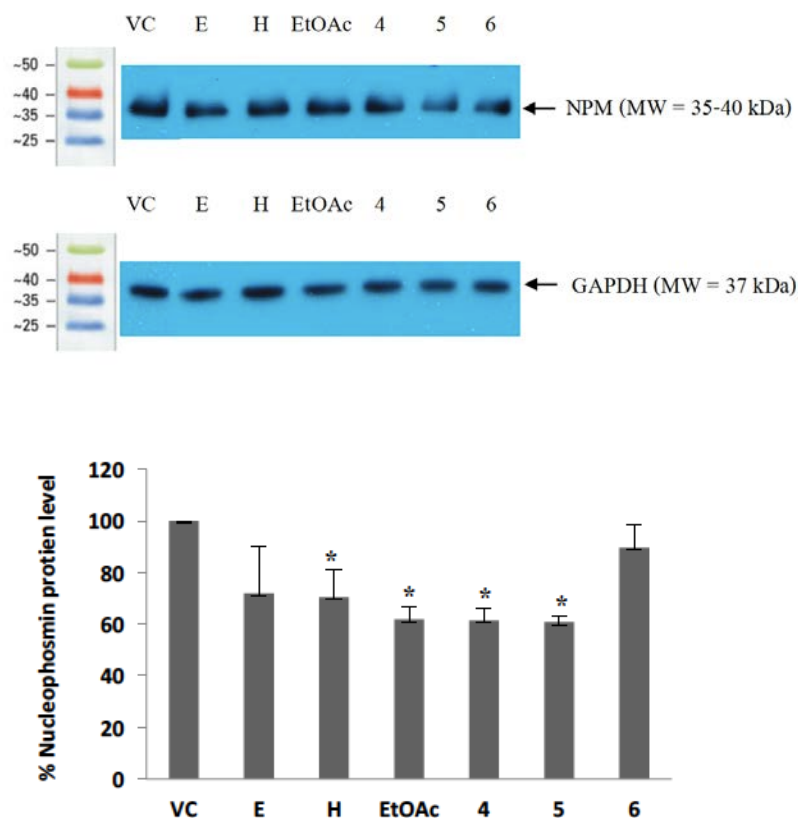 VC E H EtOAc 4 5 6
~50
~40
~35
~25
NPM (MW = 35-40 kDa)
VC E H EtOAc 4 5 6
~50
~40
~35
~25
GAPDH (MW = 37 kDa)
% Nucleophosmin protien level
120
100
80
60
40
20
0
* * * *
VC E H EtOAc 4 5 6